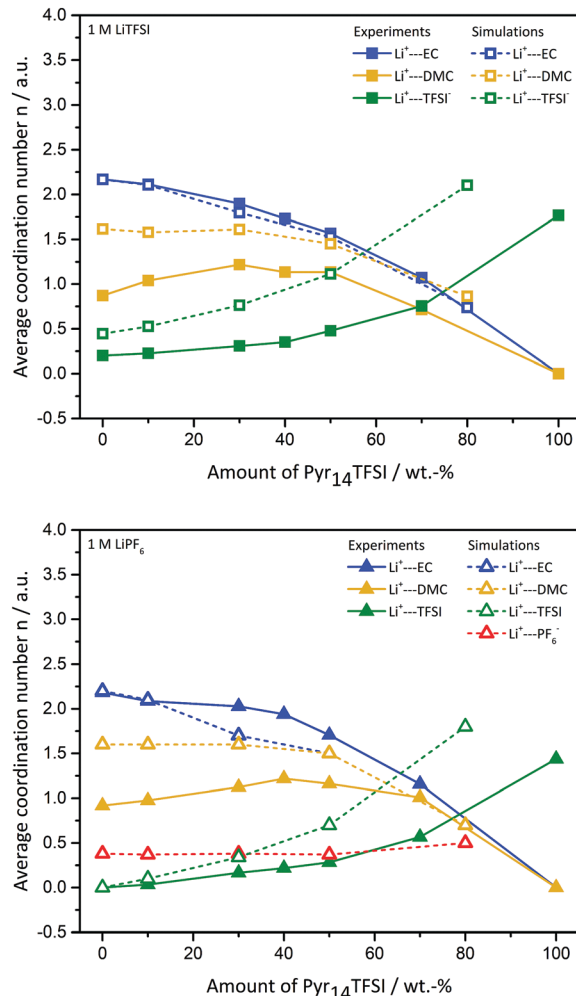 1 M LiTFSI
Experiments Simulations
Li⁺---EC Li⁺---EC
Li⁺---DMC Li⁺---DMC
Li⁺---TFSI⁻ Li⁺---TFSI⁻
Average coordination number n / a.u.
4.0
3.5
3.0
2.5
2.0
1.5
1.0
0.5
0.0
-0.5
0 20 40 60 80 100
Amount of Pyr₁₄TFSI / wt.-%
1 M LiPF₆
Experiments Simulations
Li⁺---EC Li⁺---EC
Li⁺---DMC Li⁺---DMC
Li⁺---TFSI Li⁺---TFSI
Li⁺---PF₆⁻
Average coordination number n / a.u.
4.0
3.5
3.0
2.5
2.0
1.5
1.0
0.5
0.0
-0.5
0 20 40 60 80 100
Amount of Pyr₁₄TFSI / wt.-%